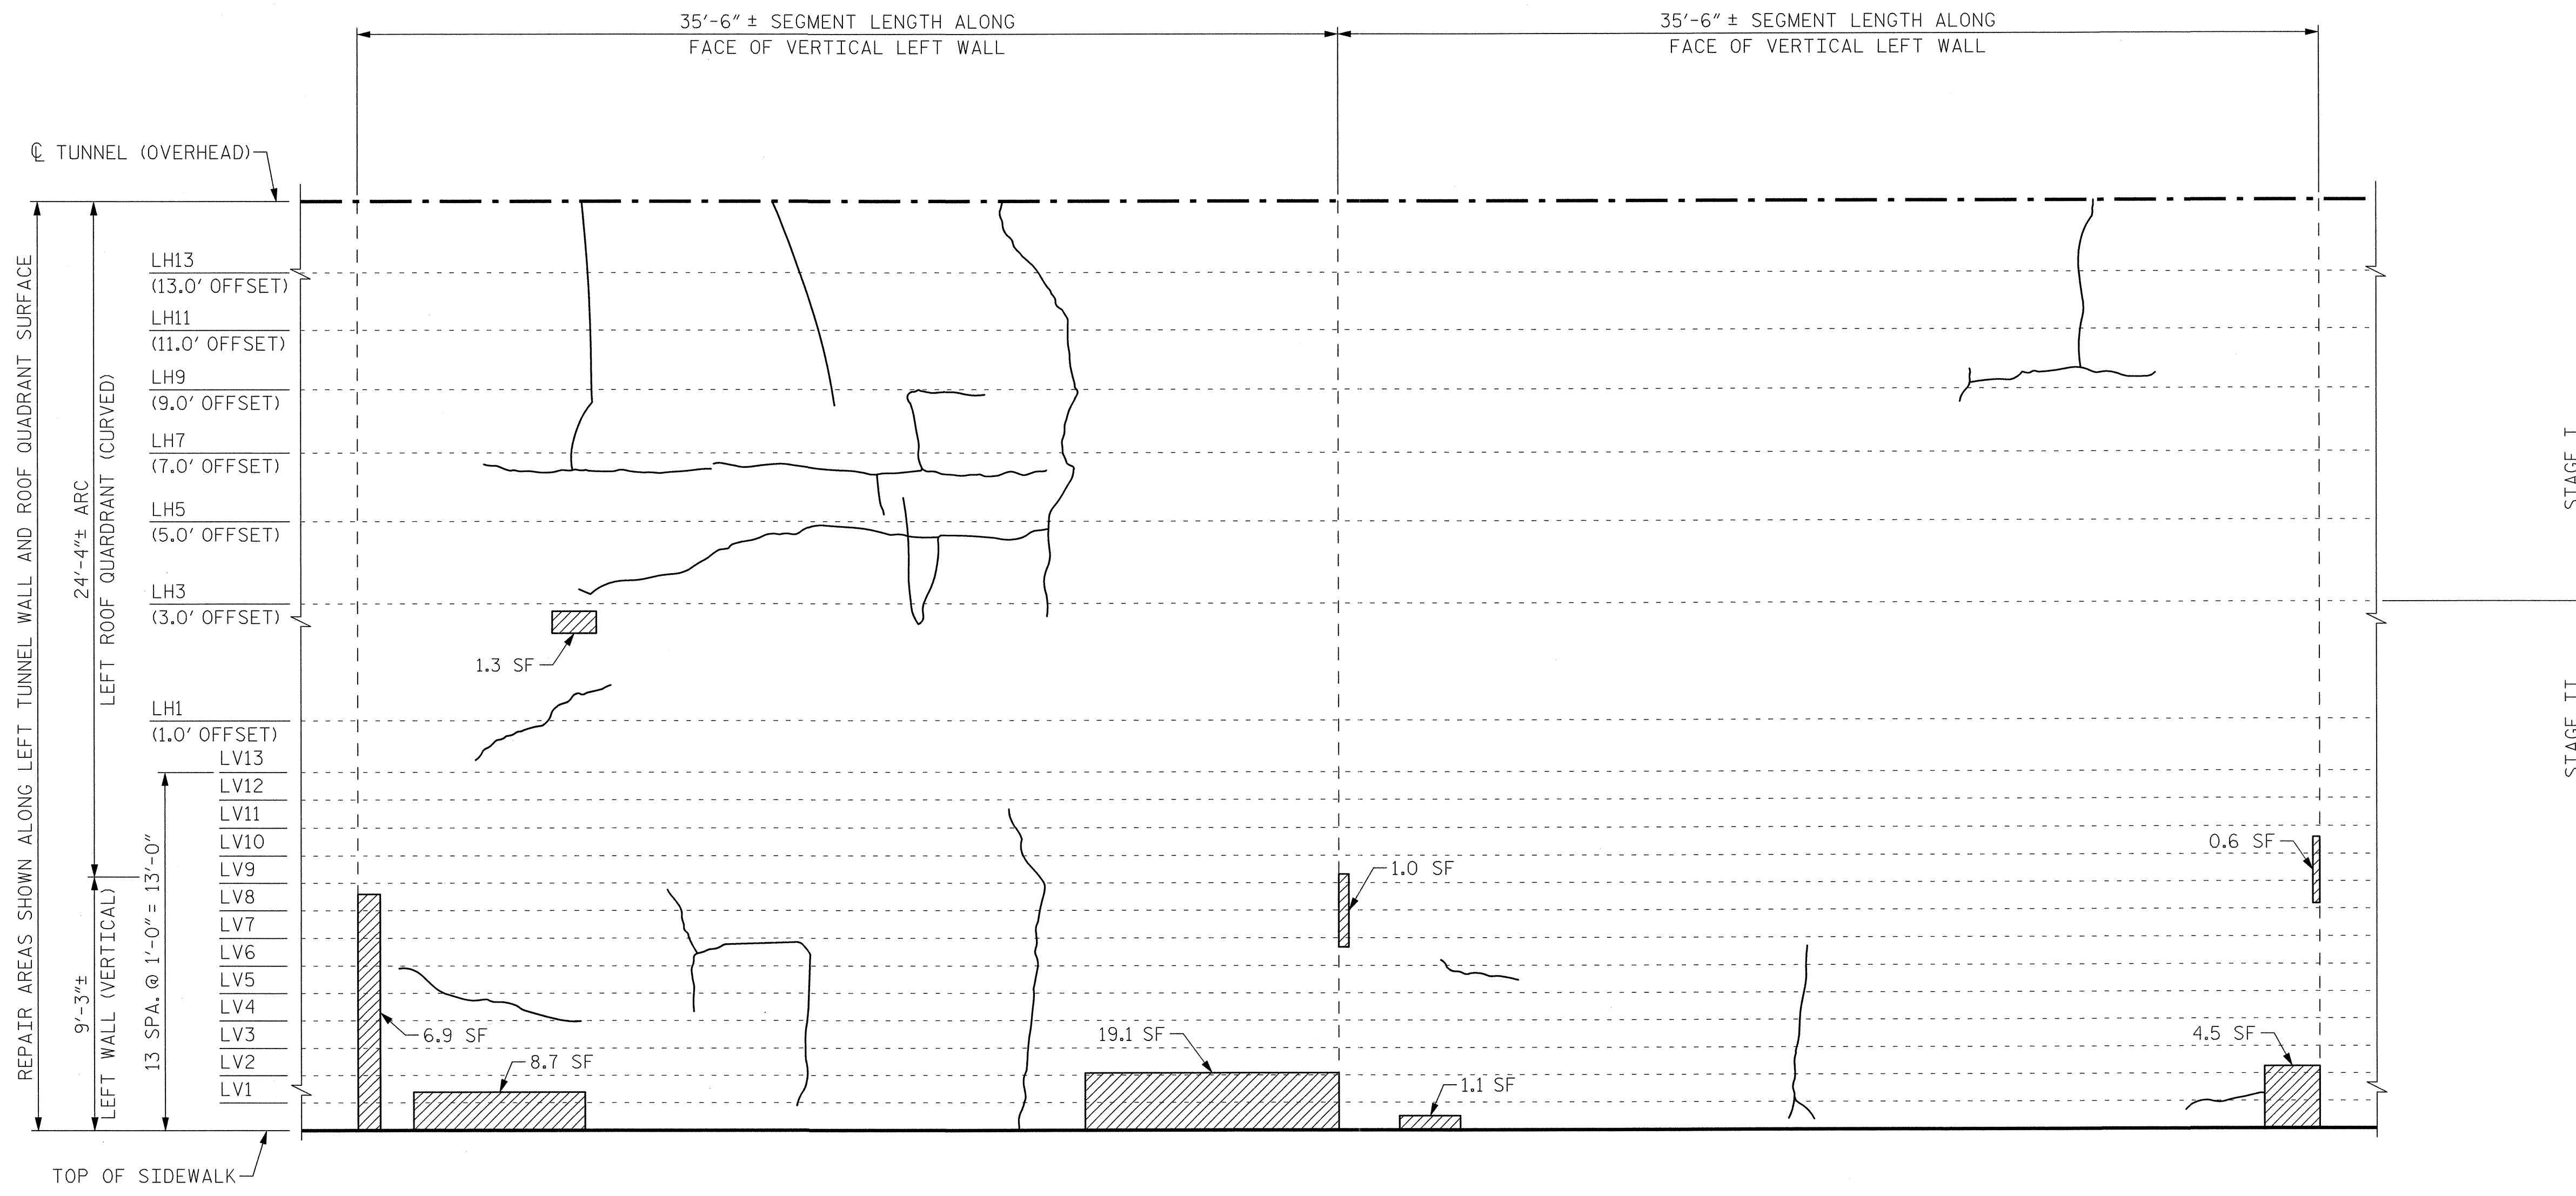 35'-6" ± SEGMENT LENGTH ALONG
FACE OF VERTICAL LEFT WALL
35'-6" ± SEGMENT LENGTH ALONG
FACE OF VERTICAL LEFT WALL
℄ TUNNEL (OVERHEAD)
REPAIR AREAS SHOWN ALONG LEFT TUNNEL WALL AND ROOF QUADRANT SURFACE
24'-4"± ARC
LEFT ROOF QUARDRANT (CURVED)
9'-3"±
LEFT WALL (VERTICAL)
13 SPA. @ 1'-0" = 13'-0"
LH13
(13.0' OFFSET)
LH11
(11.0' OFFSET)
LH9
(9.0' OFFSET)
LH7
(7.0' OFFSET)
LH5
(5.0' OFFSET)
LH3
(3.0' OFFSET)
LH1
(1.0' OFFSET)
LV13
LV12
LV11
LV10
LV9
LV8
LV7
LV6
LV5
LV4
LV3
LV2
LV1
1.3 SF
6.9 SF
8.7 SF
19.1 SF
1.0 SF
1.1 SF
0.6 SF
4.5 SF
STAGE I
STAGE II
TOP OF SIDEWALK